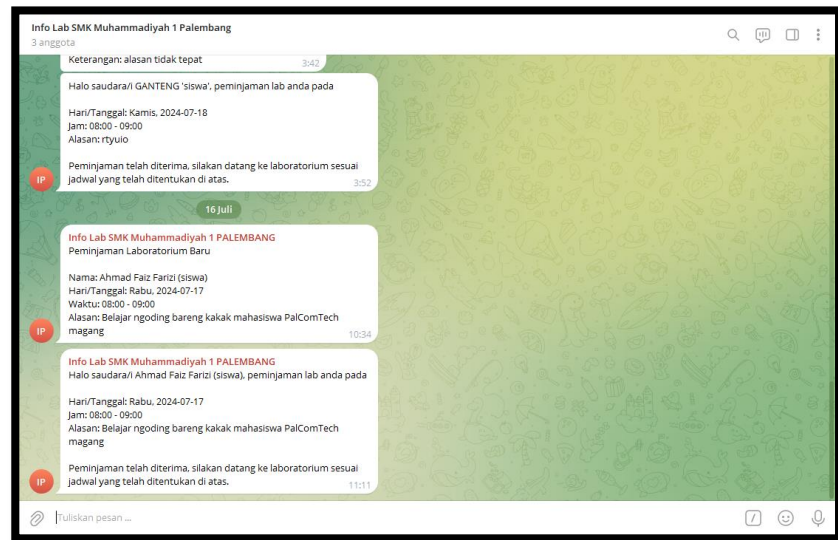 Info Lab SMK Muhammadiyah 1 Palembang
3 anggota
Keterangan: alasan tidak tepat
3:42
Halo saudara/i GANTENG 'siswa', peminjaman lab anda pada
Hari/Tanggal: Kamis, 2024-07-18
Jam: 08:00 - 09:00
Alasan: rtyuio
Peminjaman telah diterima, silakan datang ke laboratorium sesuai
jadwal yang telah ditentukan di atas.
3:52
IP
16 Juli
Info Lab SMK Muhammadiyah 1 PALEMBANG
Peminjaman Laboratorium Baru
Nama: Ahmad Faiz Farizi (siswa)
Hari/Tanggal: Rabu, 2024-07-17
Waktu: 08:00 - 09:00
Alasan: Belajar ngoding bareng kakak mahasiswa PalComTech
magang
10:34
IP
Info Lab SMK Muhammadiyah 1 PALEMBANG
Halo saudara/i Ahmad Faiz Farizi (siswa), peminjaman lab anda pada
Hari/Tanggal: Rabu, 2024-07-17
Jam: 08:00 - 09:00
Alasan: Belajar ngoding bareng kakak mahasiswa PalComTech
magang
Peminjaman telah diterima, silakan datang ke laboratorium sesuai
jadwal yang telah ditentukan di atas.
11:11
IP
Tuliskan pesan ...